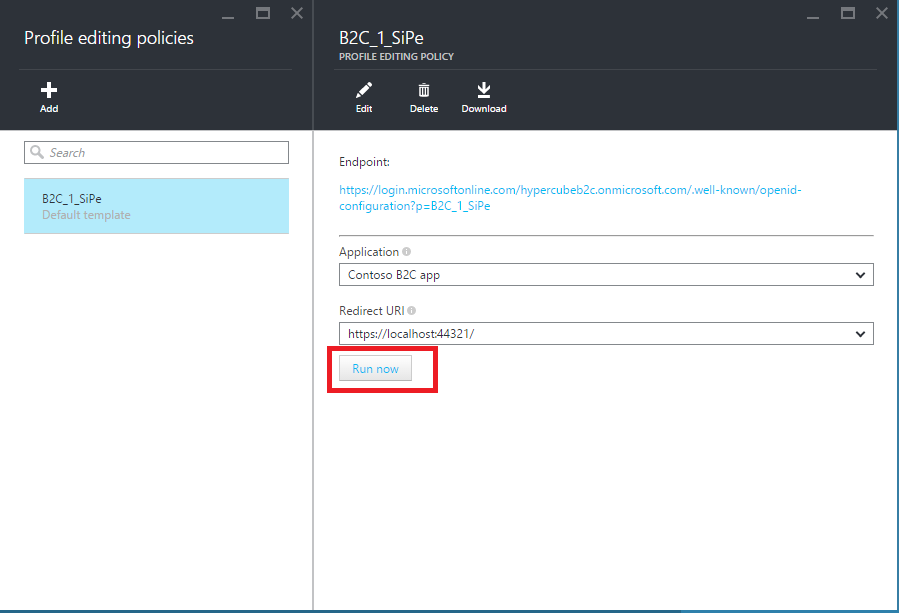 Profile editing policies
Add
Search
B2C_1_SiPe
Default template
B2C_1_SiPe
PROFILE EDITING POLICY
Edit
Delete
Download
Endpoint:
https://login.microsoftonline.com/hypercubeb2c.onmicrosoft.com/.well-known/openid-
configuration?p=B2C_1_SiPe
Application
Contoso B2C app
Redirect URI
https://localhost:44321/
Run now